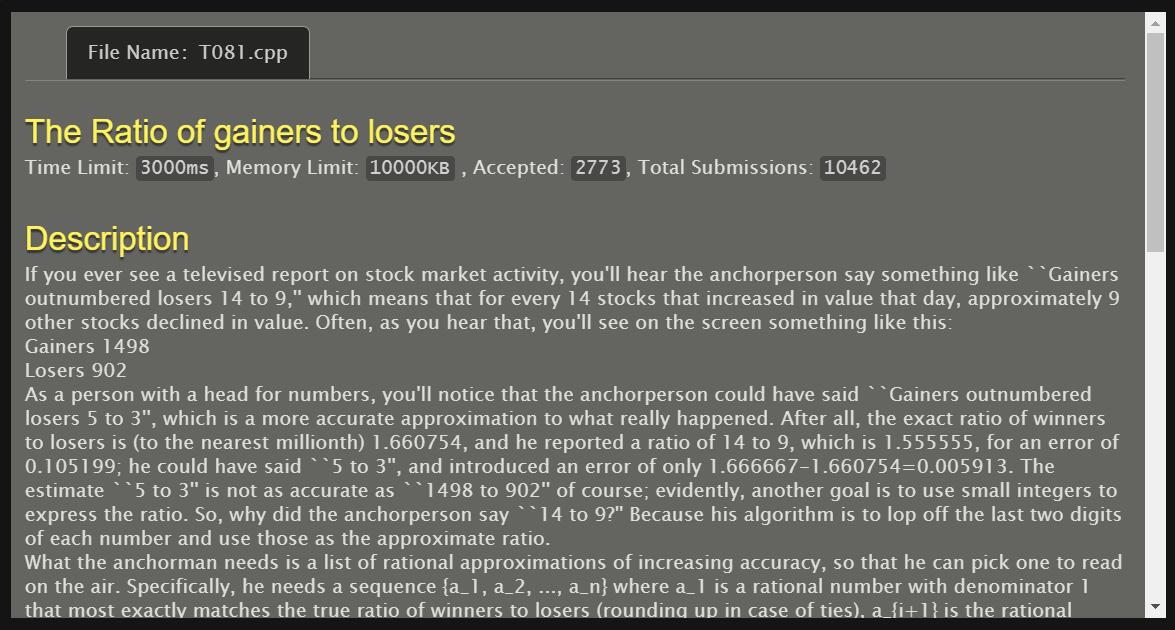 File Name: T081.cpp
The Ratio of gainers to losers
Time Limit: 3000ms, Memory Limit: 10000KB , Accepted: 2773, Total Submissions: 10462
Description
If you ever see a televised report on stock market activity, you'll hear the anchorperson say something like ``Gainers
outnumbered losers 14 to 9,'' which means that for every 14 stocks that increased in value that day, approximately 9
other stocks declined in value. Often, as you hear that, you'll see on the screen something like this:
Gainers 1498
Losers 902
As a person with a head for numbers, you'll notice that the anchorperson could have said ``Gainers outnumbered
losers 5 to 3'', which is a more accurate approximation to what really happened. After all, the exact ratio of winners
to losers is (to the nearest millionth) 1.660754, and he reported a ratio of 14 to 9, which is 1.555555, for an error of
0.105199; he could have said ``5 to 3'', and introduced an error of only 1.666667-1.660754=0.005913. The
estimate ``5 to 3'' is not as accurate as ``1498 to 902'' of course; evidently, another goal is to use small integers to
express the ratio. So, why did the anchorperson say ``14 to 9?'' Because his algorithm is to lop off the last two digits
of each number and use those as the approximate ratio.
What the anchorman needs is a list of rational approximations of increasing accuracy, so that he can pick one to read
on the air. Specifically, he needs a sequence {a_1, a_2, ..., a_n} where a_1 is a rational number with denominator 1
that most exactly matches the true ratio of winners to losers (rounding up in case of ties), a_{i+1} is the rational